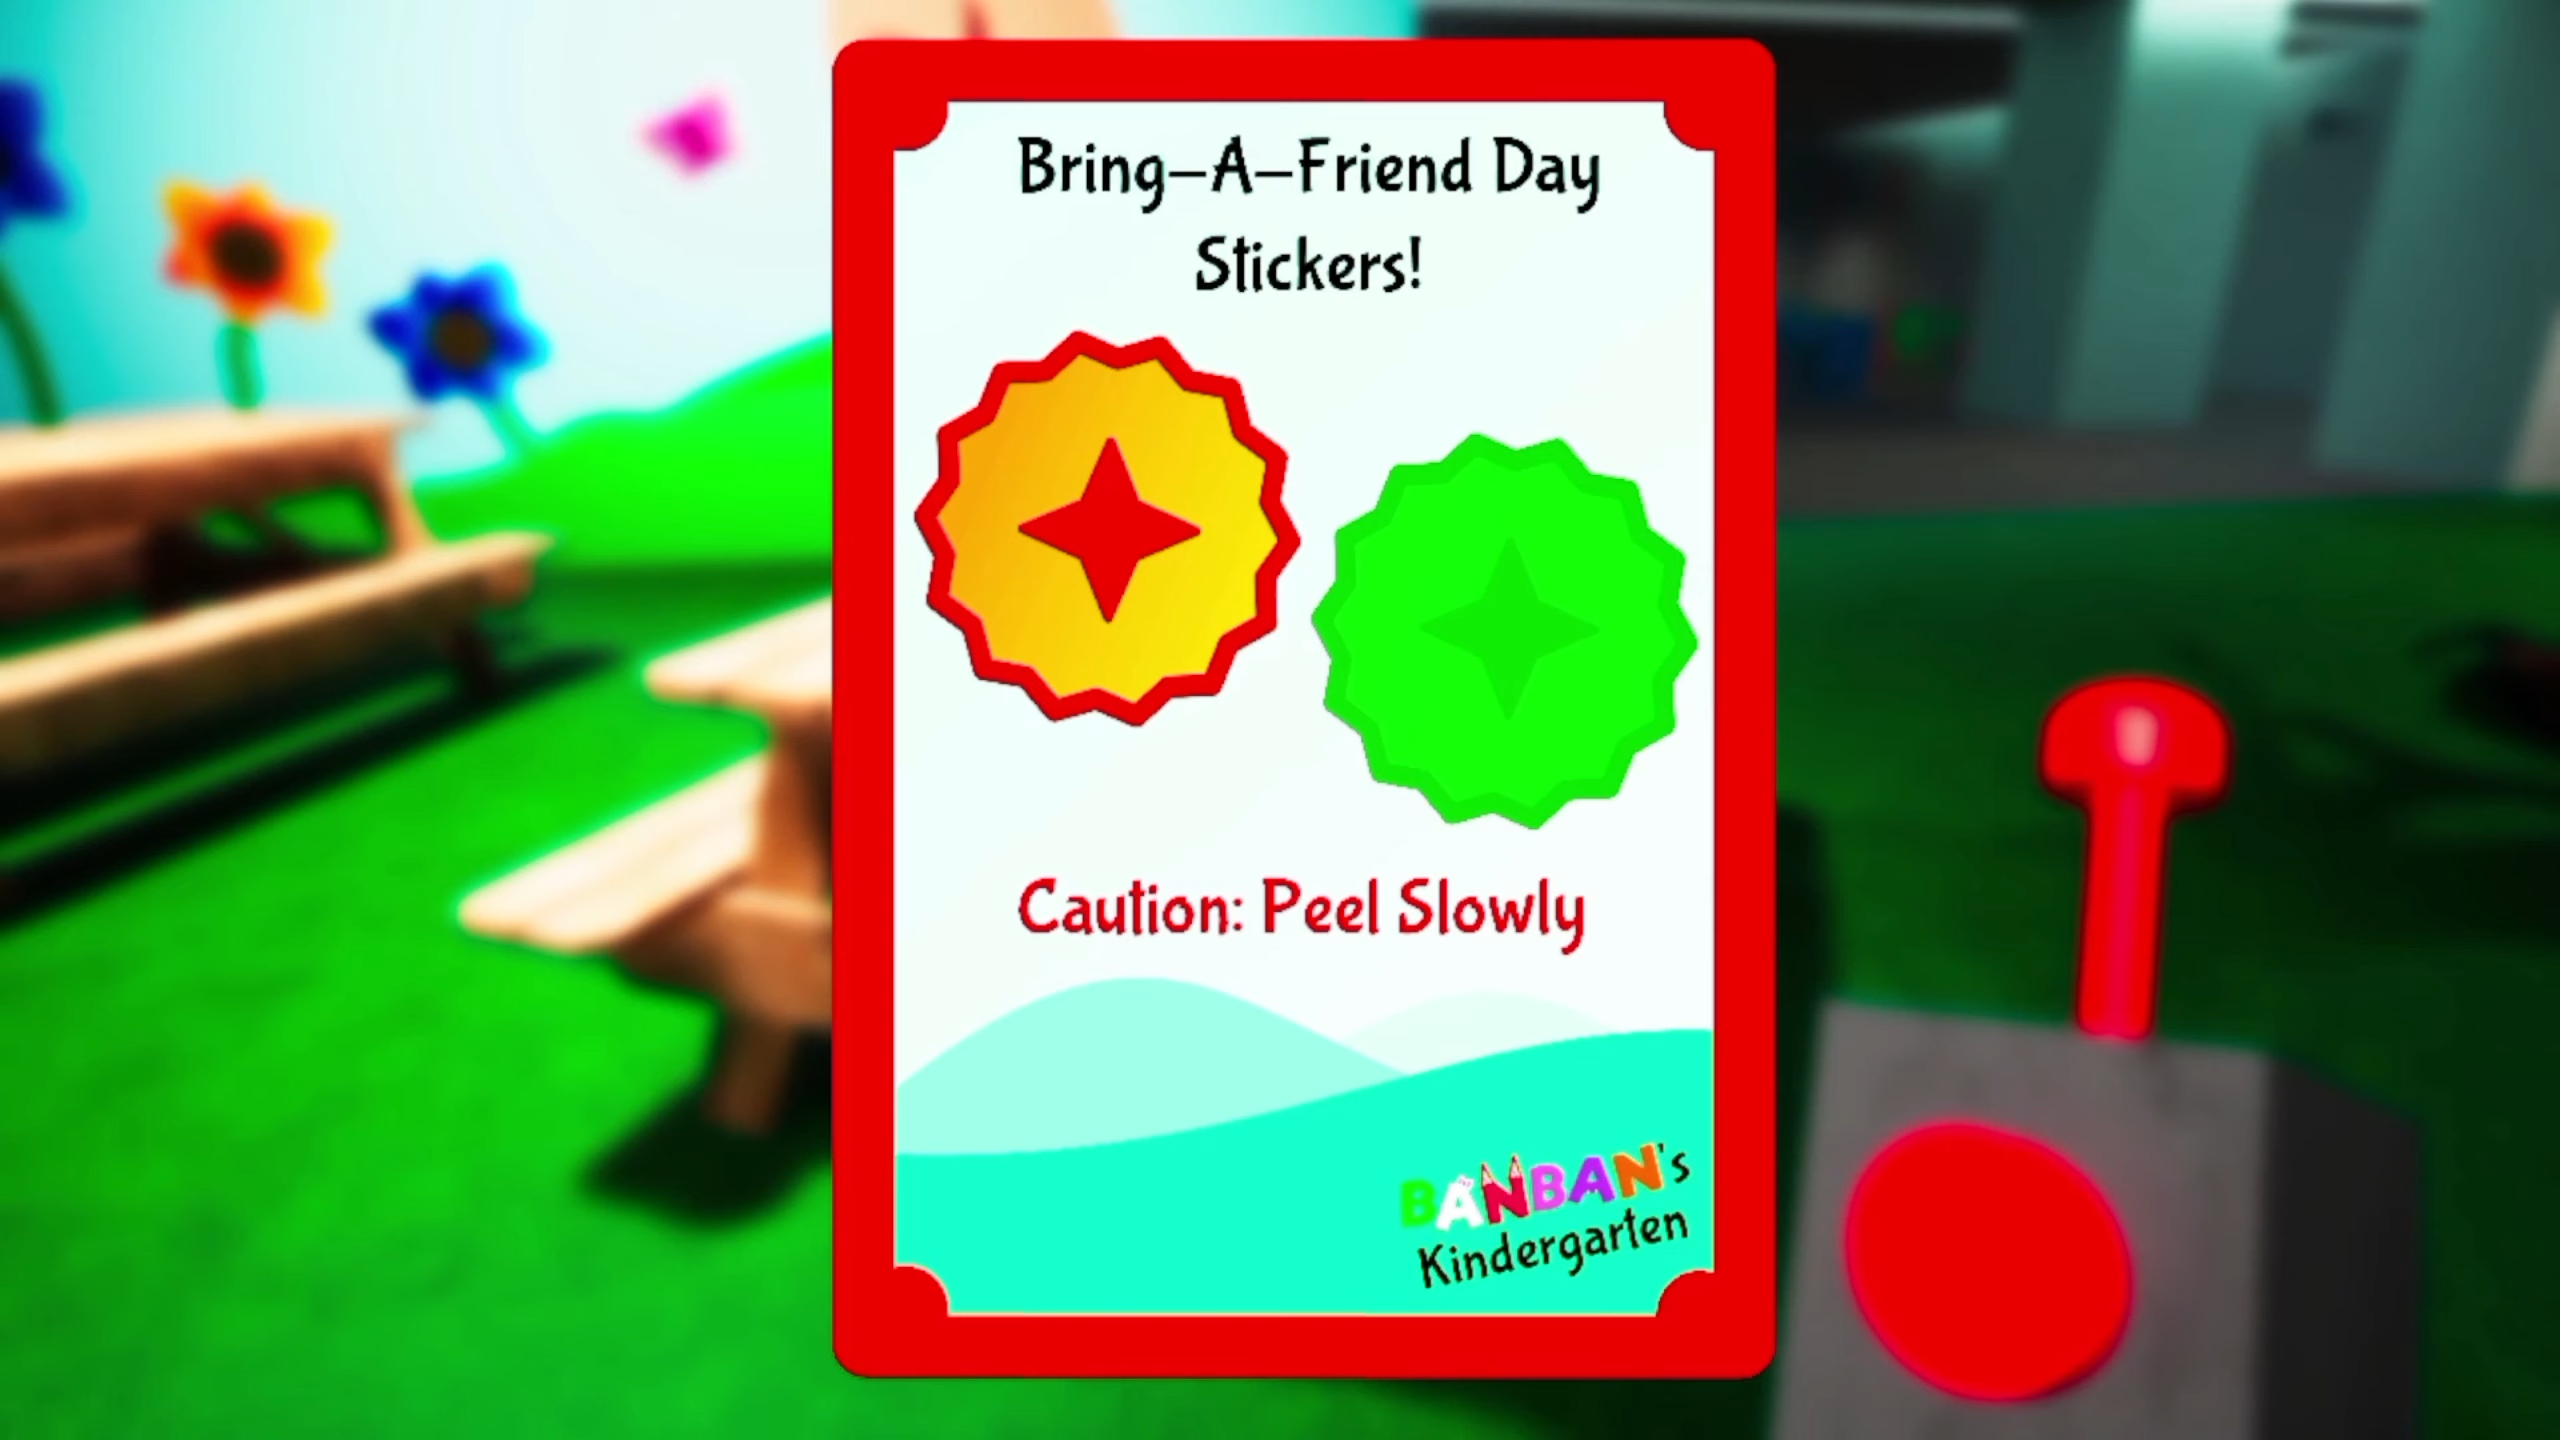 Bring-A-Friend Day
Stickers!
Caution: Peel Slowly
BANBAN's
Kindergarten